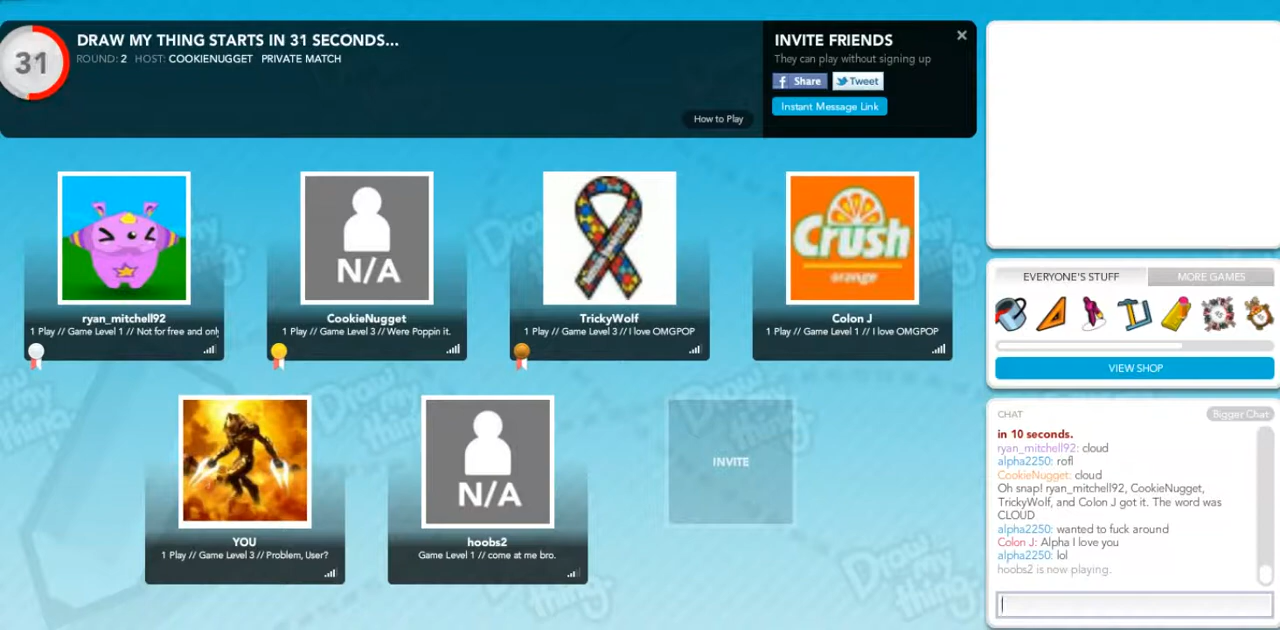 31
DRAW MY THING STARTS IN 31 SECONDS...
ROUND: 2 HOST: COOKIENUGGET PRIVATE MATCH
How to Play
INVITE FRIENDS
They can play without signing up
f Share Tweet
Instant Message Link
ryan_mitchell92
1 Play // Game Level 1 // Not for free and only
N/A
CookieNugget
1 Play // Game Level 3 // Were Poppin it.
TrickyWolf
1 Play // Game Level 3 // I love OMGPOP
Crush
orange
Colon J
1 Play // Game Level 1 // I love OMGPOP
YOU
1 Play // Game Level 3 // Problem, User?
N/A
hoobs2
Game Level 1 // come at me bro.
INVITE
EVERYONE'S STUFF MORE GAMES
VIEW SHOP
CHAT Bigger Chat
in 10 seconds.
ryan_mitchell92: cloud
alpha2250: rofl
CookieNugget: cloud
Oh snap! ryan_mitchell92, CookieNugget,
TrickyWolf, and Colon J got it. The word was
CLOUD
alpha2250: wanted to fuck around
Colon J: Alpha I love you
alpha2250: lol
hoobs2 is now playing.
Draw my thing